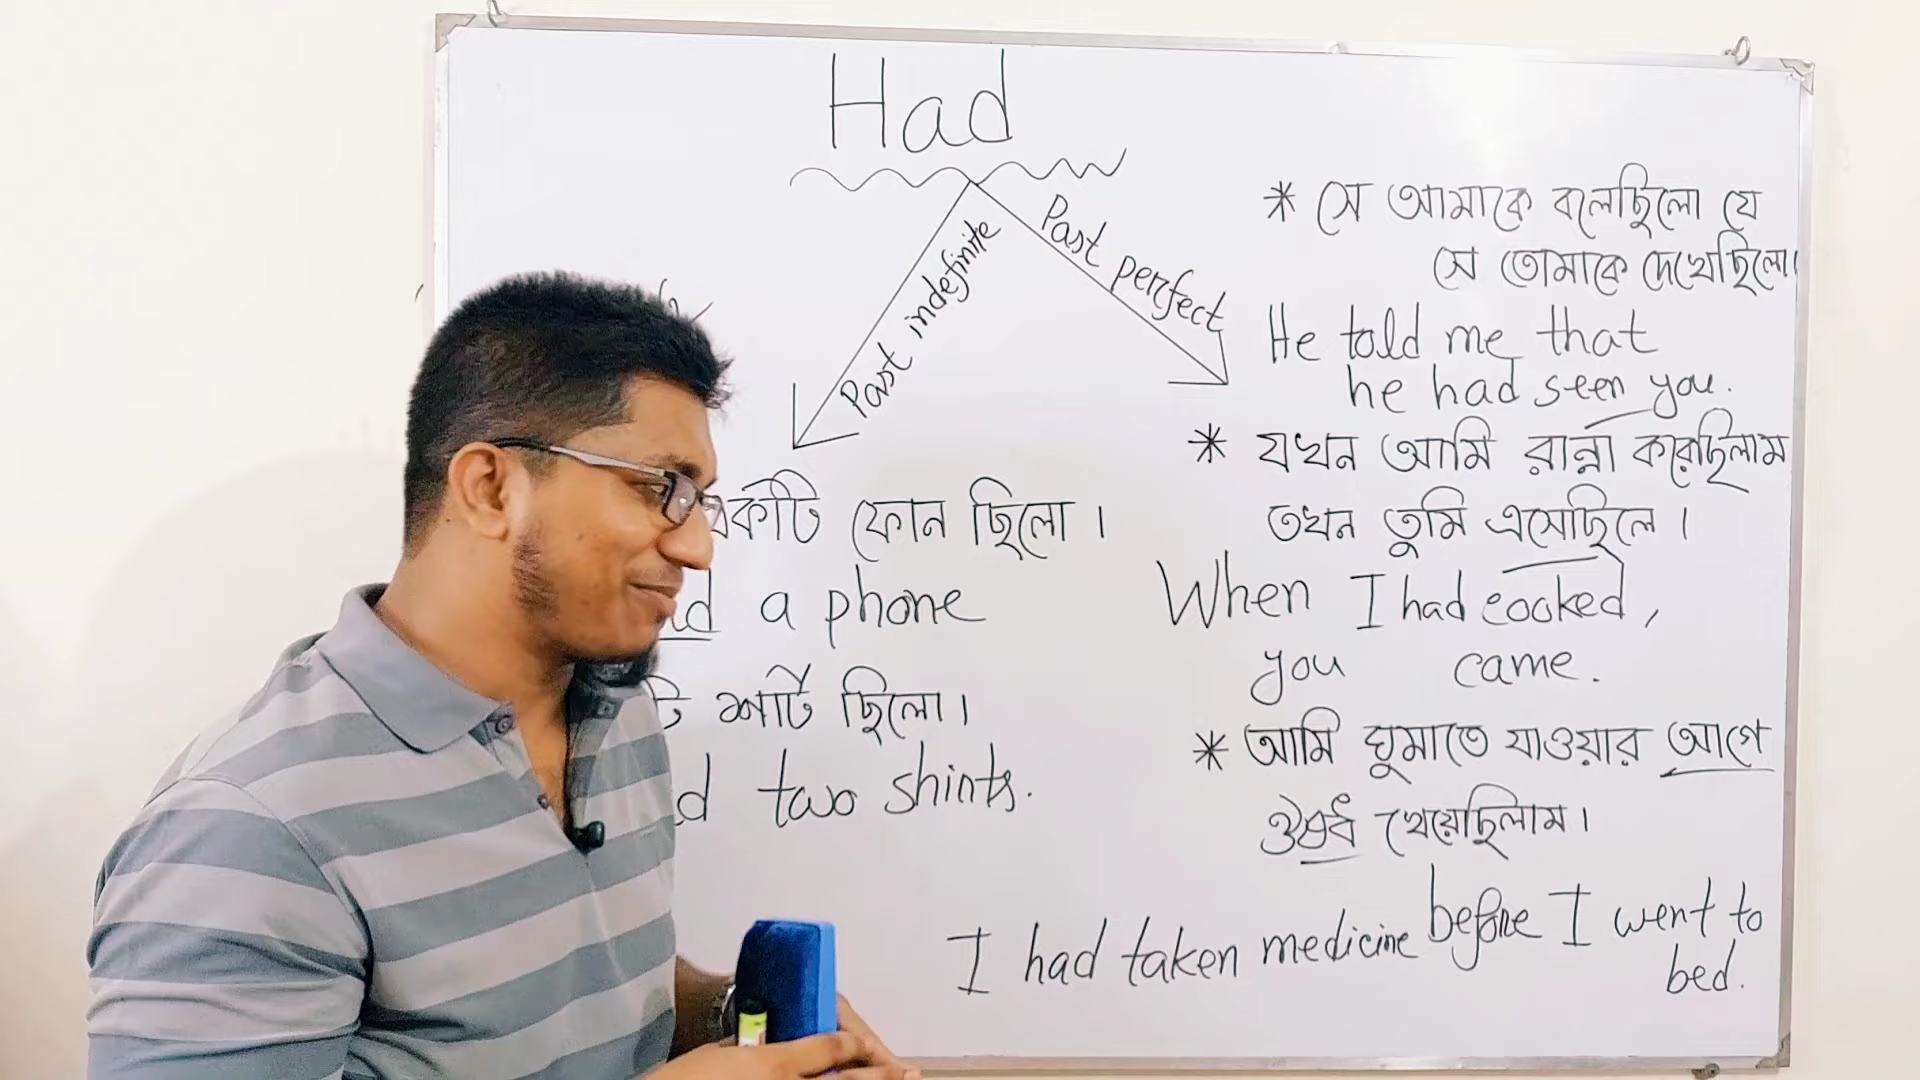 Had
Past indefinite
Past perfect
একটি ফোন ছিলো।
a phone
শার্ট ছিলো।
two shirts.
* সে আমাকে বলেছিলো যে
সে তোমাকে দেখেছিলো।
He told me that
he had seen you.
* যখন আমি রান্না করেছিলাম
তখন তুমি এসেছিলে।
When I had cooked,
you came.
* আমি ঘুমাতে যাওয়ার আগে
ঔষধ খেয়েছিলাম।
I had taken medicine before I went to
bed.